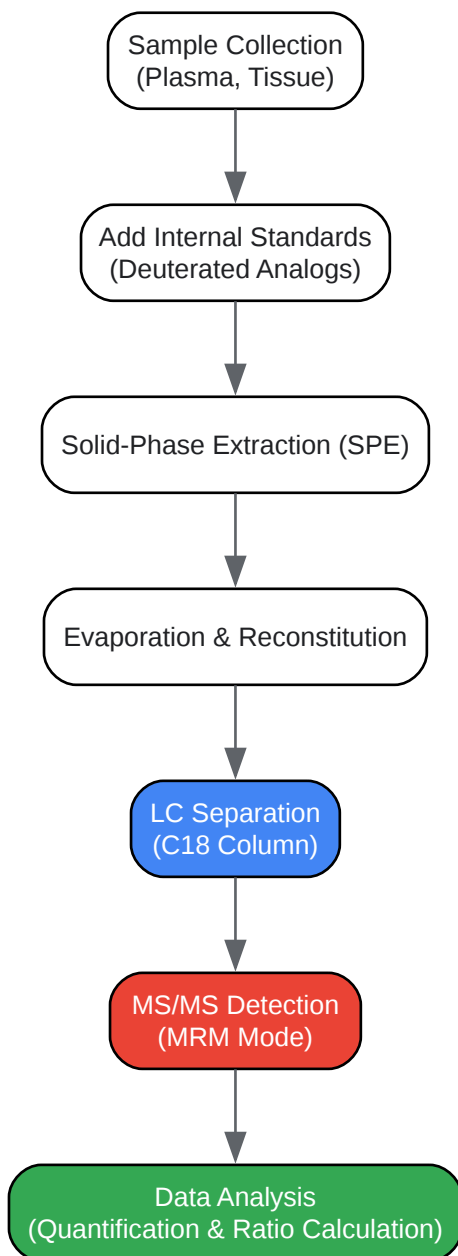 Sample Collection
(Plasma, Tissue)
Add Internal Standards
(Deuterated Analogs)
Solid-Phase Extraction (SPE)
Evaporation & Reconstitution
LC Separation
(C18 Column)
MS/MS Detection
(MRM Mode)
Data Analysis
(Quantification & Ratio Calculation)